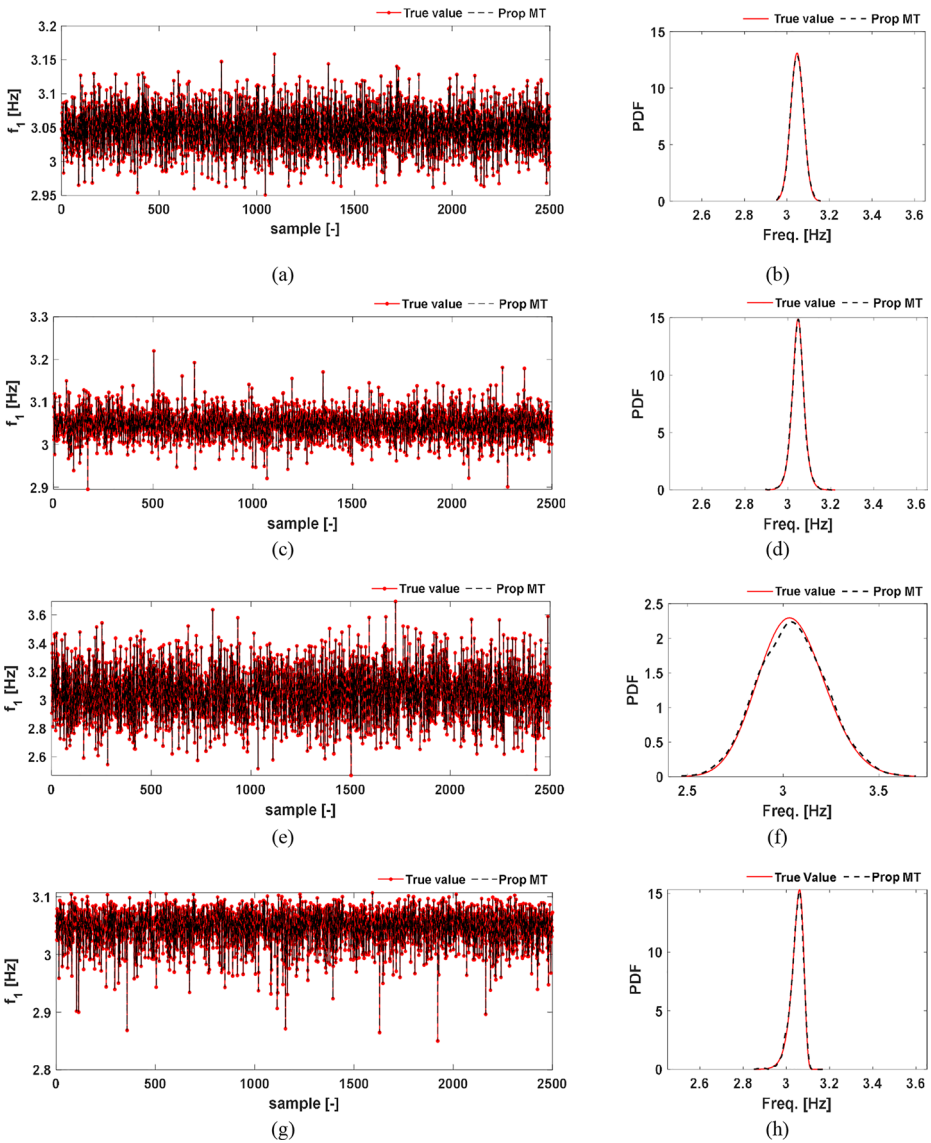 True value Prop MT
3.2
3.15
3.1
3.05
3
2.95
f1 [Hz]
0 500 1000 1500 2000 2500
sample [-]
(a)
True value Prop MT
15
10
5
0
PDF
2.6 2.8 3 3.2 3.4 3.6
Freq. [Hz]
(b)
True value Prop MT
3.3
3.2
3.1
3
2.9
f1 [Hz]
0 500 1000 1500 2000 2500
sample [-]
(c)
True value Prop MT
15
10
5
0
PDF
2.6 2.8 3 3.2 3.4 3.6
Freq. [Hz]
(d)
True value Prop MT
3.6
3.4
3.2
3
2.8
2.6
f1 [Hz]
0 500 1000 1500 2000 2500
sample [-]
(e)
True value Prop MT
2.5
2
1.5
1
0.5
0
PDF
2.5 3 3.5
Freq. [Hz]
(f)
True value Prop MT
3.1
3
2.9
2.8
f1 [Hz]
0 500 1000 1500 2000 2500
sample [-]
(g)
True Value Prop MT
15
10
5
0
PDF
2.6 2.8 3 3.2 3.4 3.6
Freq. [Hz]
(h)